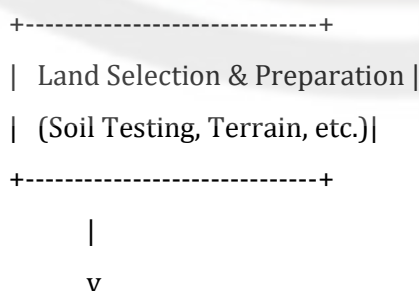 +------------------------------+
| Land Selection & Preparation |
| (Soil Testing, Terrain, etc.)|
+------------------------------+
|
v